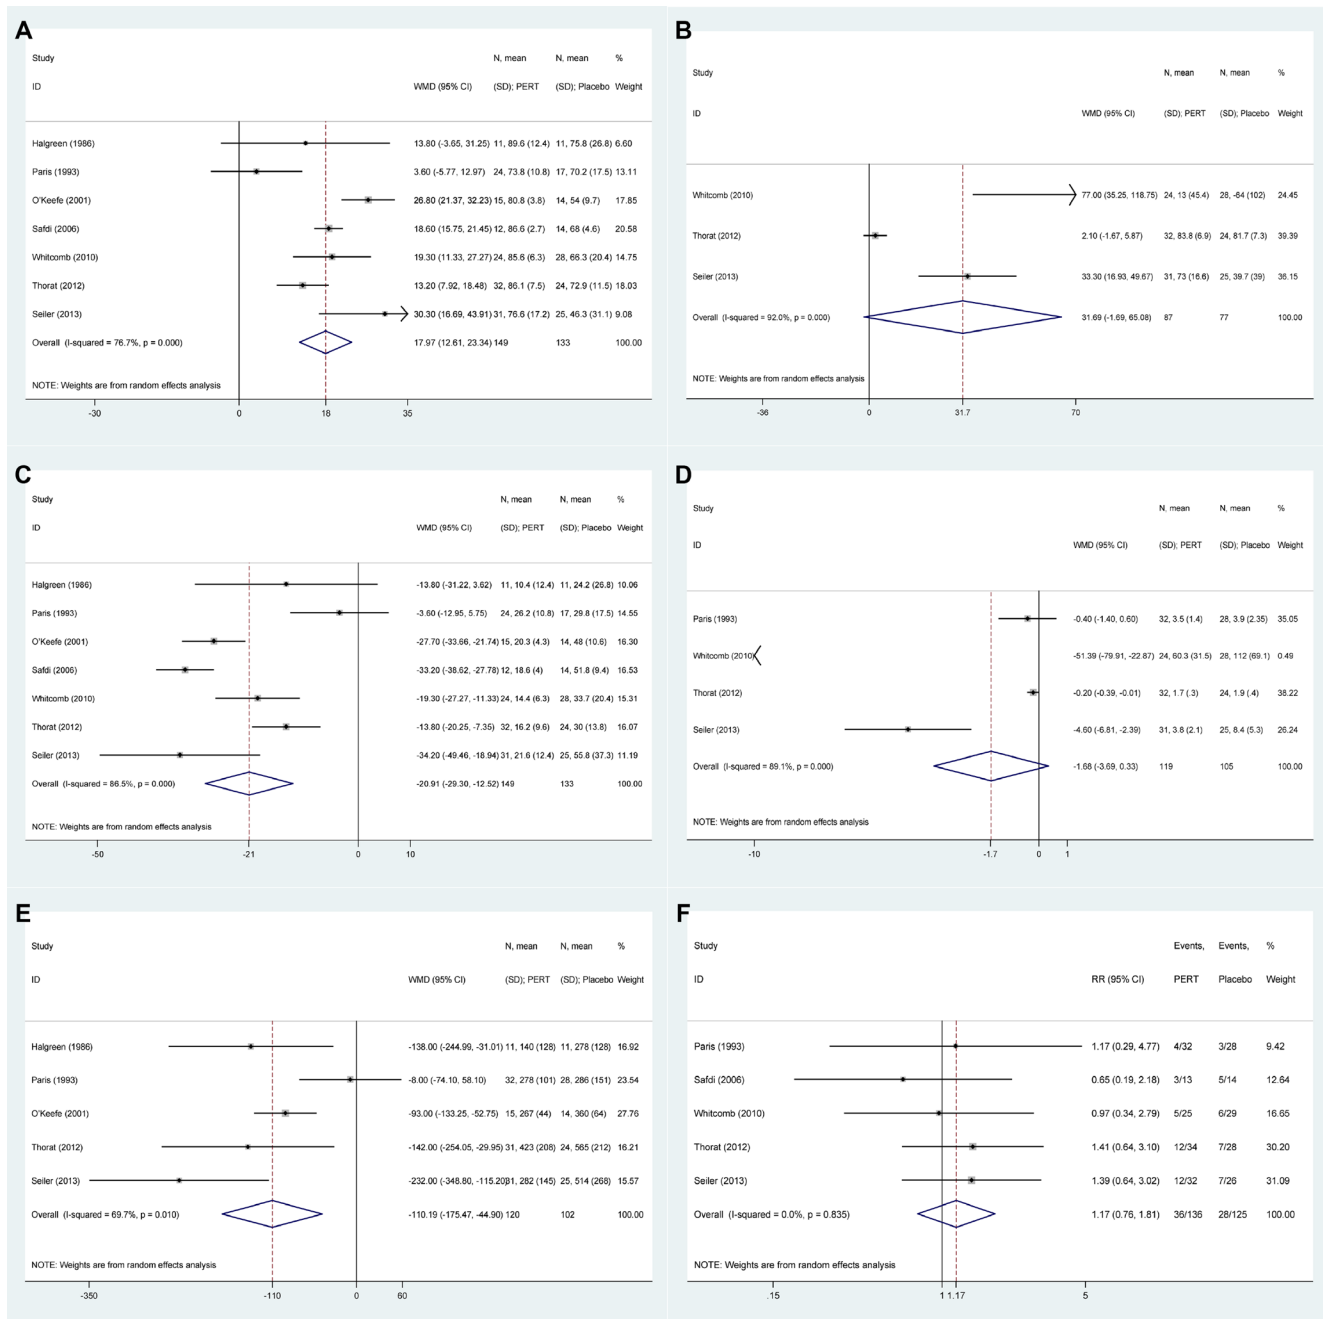 A
Study N, mean N, mean %
ID WMD (95% CI) (SD); PERT (SD); Placebo Weight
Halgreen (1986) 13.80 (-3.65, 31.25) 11, 89.6 (12.4) 11, 75.8 (26.8) 6.60
Paris (1993) 3.60 (-5.77, 12.97) 24, 73.8 (10.8) 17, 70.2 (17.5) 13.11
O'Keefe (2001) 26.80 (21.37, 32.23) 15, 80.8 (3.8) 14, 54 (9.7) 17.85
Safdi (2006) 18.60 (15.75, 21.45) 12, 86.6 (2.7) 14, 68 (4.6) 20.58
Whitcomb (2010) 19.30 (11.33, 27.27) 24, 85.6 (6.3) 28, 66.3 (20.4) 14.75
Thorat (2012) 13.20 (7.92, 18.48) 32, 86.1 (7.5) 24, 72.9 (11.5) 18.03
Seiler (2013) 30.30 (16.69, 43.91) 31, 76.6 (17.2) 25, 46.3 (31.1) 9.08
Overall (I-squared = 76.7%, p = 0.000) 17.97 (12.61, 23.34) 149 133 100.00
NOTE: Weights are from random effects analysis
-30 0 18 35
B
Study N, mean N, mean %
ID WMD (95% CI) (SD); PERT (SD); Placebo Weight
Whitcomb (2010) 77.00 (35.25, 118.75) 24, 13 (45.4) 28, -64 (102) 24.45
Thorat (2012) 2.10 (-1.67, 5.87) 32, 83.8 (6.9) 24, 81.7 (7.3) 39.39
Seiler (2013) 33.30 (16.93, 49.67) 31, 73 (16.6) 25, 39.7 (39) 36.15
Overall (I-squared = 92.0%, p = 0.000) 31.69 (-1.69, 65.08) 87 77 100.00
NOTE: Weights are from random effects analysis
-36 0 31.7 70
C
Study N, mean N, mean %
ID WMD (95% CI) (SD); PERT (SD); Placebo Weight
Halgreen (1986) -13.80 (-31.22, 3.62) 11, 10.4 (12.4) 11, 24.2 (26.8) 10.06
Paris (1993) -3.60 (-12.95, 5.75) 24, 26.2 (10.8) 17, 29.8 (17.5) 14.55
O'Keefe (2001) -27.70 (-33.66, -21.74) 15, 20.3 (4.3) 14, 48 (10.6) 16.30
Safdi (2006) -33.20 (-38.62, -27.78) 12, 18.6 (4) 14, 51.8 (9.4) 16.53
Whitcomb (2010) -19.30 (-27.27, -11.33) 24, 14.4 (6.3) 28, 33.7 (20.4) 15.31
Thorat (2012) -13.80 (-20.25, -7.35) 32, 16.2 (9.6) 24, 30 (13.8) 16.07
Seiler (2013) -34.20 (-49.46, -18.94) 31, 21.6 (12.4) 25, 55.8 (37.3) 11.19
Overall (I-squared = 86.5%, p = 0.000) -20.91 (-29.30, -12.52) 149 133 100.00
NOTE: Weights are from random effects analysis
-50 -21 0 10
D
Study N, mean N, mean %
ID WMD (95% CI) (SD); PERT (SD); Placebo Weight
Paris (1993) -0.40 (-1.40, 0.60) 32, 3.5 (1.4) 28, 3.9 (2.35) 35.05
Whitcomb (2010) -51.39 (-79.91, -22.87) 24, 60.3 (31.5) 28, 112 (69.1) 0.49
Thorat (2012) -0.20 (-0.39, -0.01) 32, 1.7 (.3) 24, 1.9 (.4) 38.22
Seiler (2013) -4.60 (-6.81, -2.39) 31, 3.8 (2.1) 25, 8.4 (5.3) 26.24
Overall (I-squared = 89.1%, p = 0.000) -1.68 (-3.69, 0.33) 119 105 100.00
NOTE: Weights are from random effects analysis
-10 -1.7 0 1
E
Study N, mean N, mean %
ID WMD (95% CI) (SD); PERT (SD); Placebo Weight
Halgreen (1986) -138.00 (-244.99, -31.01) 11, 140 (128) 11, 278 (128) 16.92
Paris (1993) -8.00 (-74.10, 58.10) 32, 278 (101) 28, 286 (151) 23.54
O'Keefe (2001) -93.00 (-133.25, -52.75) 15, 267 (44) 14, 360 (64) 27.76
Thorat (2012) -142.00 (-254.05, -29.95) 31, 423 (208) 24, 565 (212) 16.21
Seiler (2013) -232.00 (-348.80, -115.20) 31, 282 (145) 25, 514 (268) 15.57
Overall (I-squared = 69.7%, p = 0.010) -110.19 (-175.47, -44.90) 120 102 100.00
NOTE: Weights are from random effects analysis
-350 -110 0 60
F
Study Events, Events, %
ID RR (95% CI) PERT Placebo Weight
Paris (1993) 1.17 (0.29, 4.77) 4/32 3/28 9.42
Safdi (2006) 0.65 (0.19, 2.18) 3/13 5/14 12.64
Whitcomb (2010) 0.97 (0.34, 2.79) 5/25 6/29 16.65
Thorat (2012) 1.41 (0.64, 3.10) 12/34 7/28 30.20
Seiler (2013) 1.39 (0.64, 3.02) 12/32 7/26 31.09
Overall (I-squared = 0.0%, p = 0.835) 1.17 (0.76, 1.81) 36/136 28/125 100.00
NOTE: Weights are from random effects analysis
.15 1 1.17 5